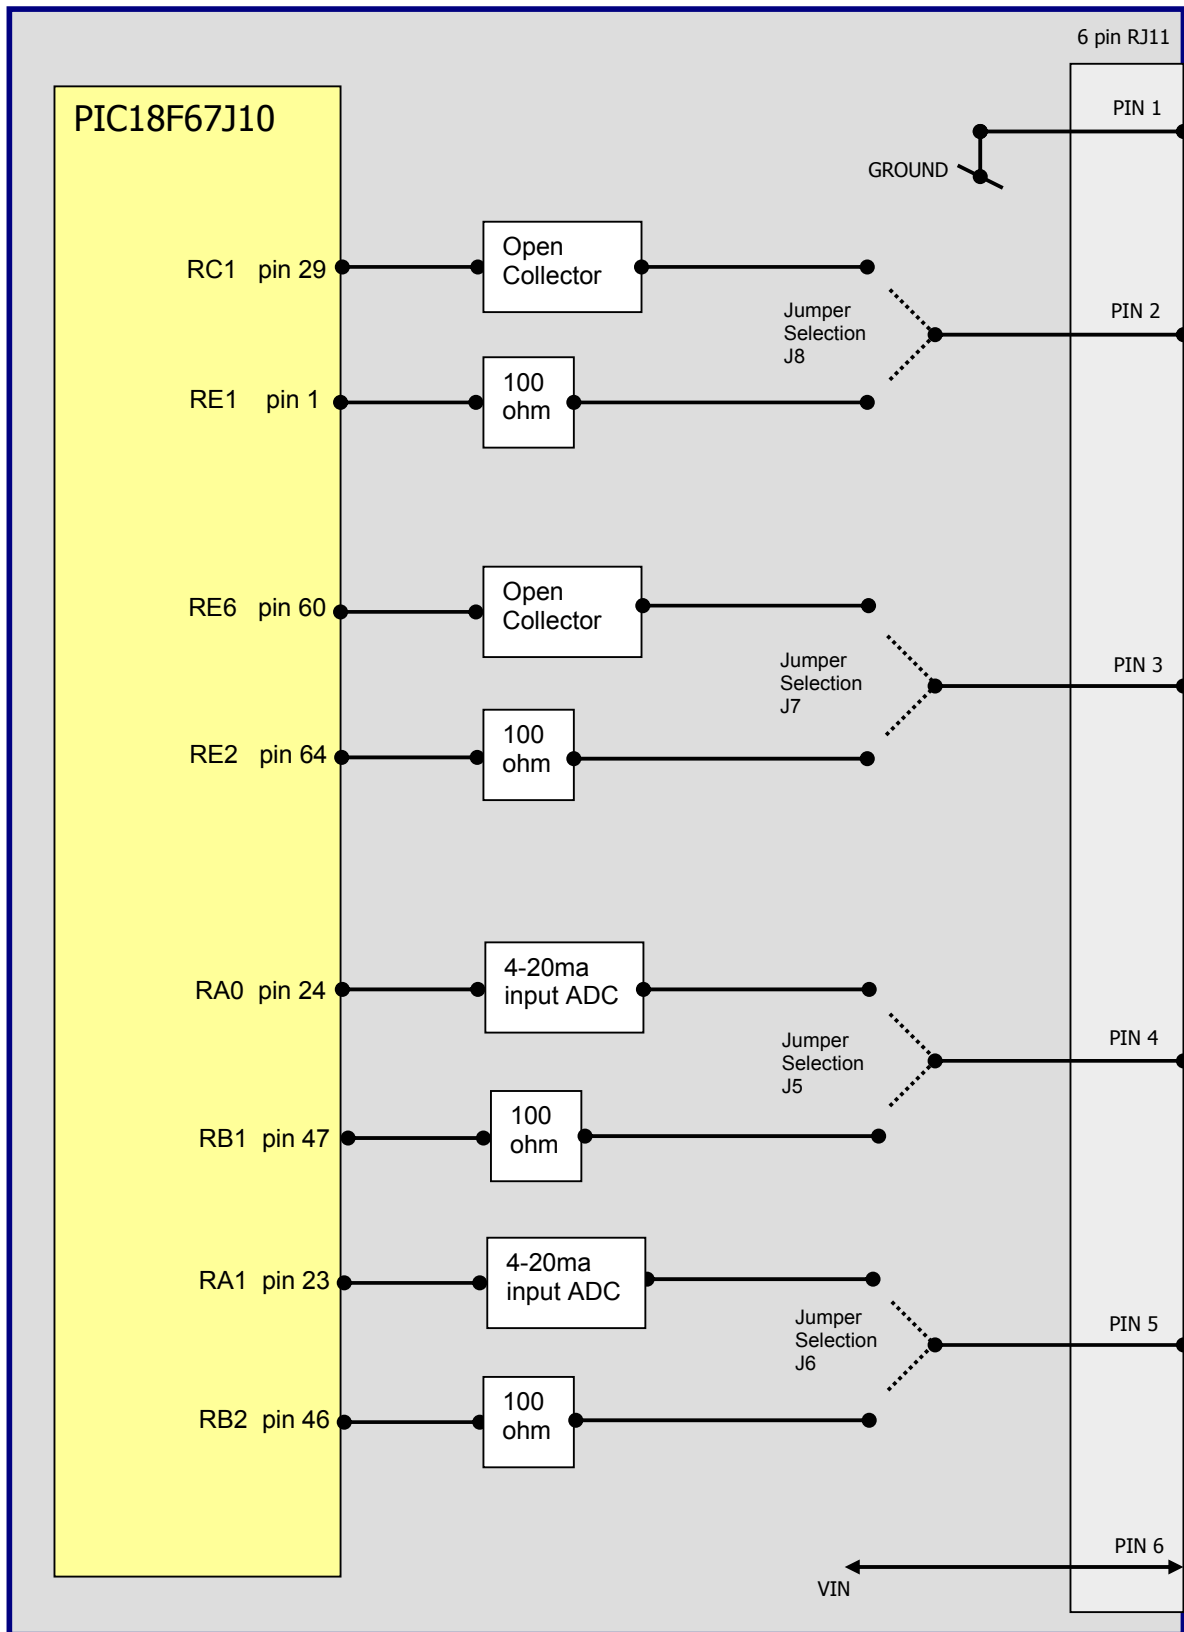 6 pin RJ11
PIC18F67J10
PIN 1
GROUND
RC1 pin 29
Open
Collector
Jumper
Selection
J8
PIN 2
RE1 pin 1
100
ohm
RE6 pin 60
Open
Collector
Jumper
Selection
J7
PIN 3
RE2 pin 64
100
ohm
RA0 pin 24
4-20ma
input ADC
Jumper
Selection
J5
PIN 4
RB1 pin 47
100
ohm
RA1 pin 23
4-20ma
input ADC
Jumper
Selection
J6
PIN 5
RB2 pin 46
100
ohm
PIN 6
VIN